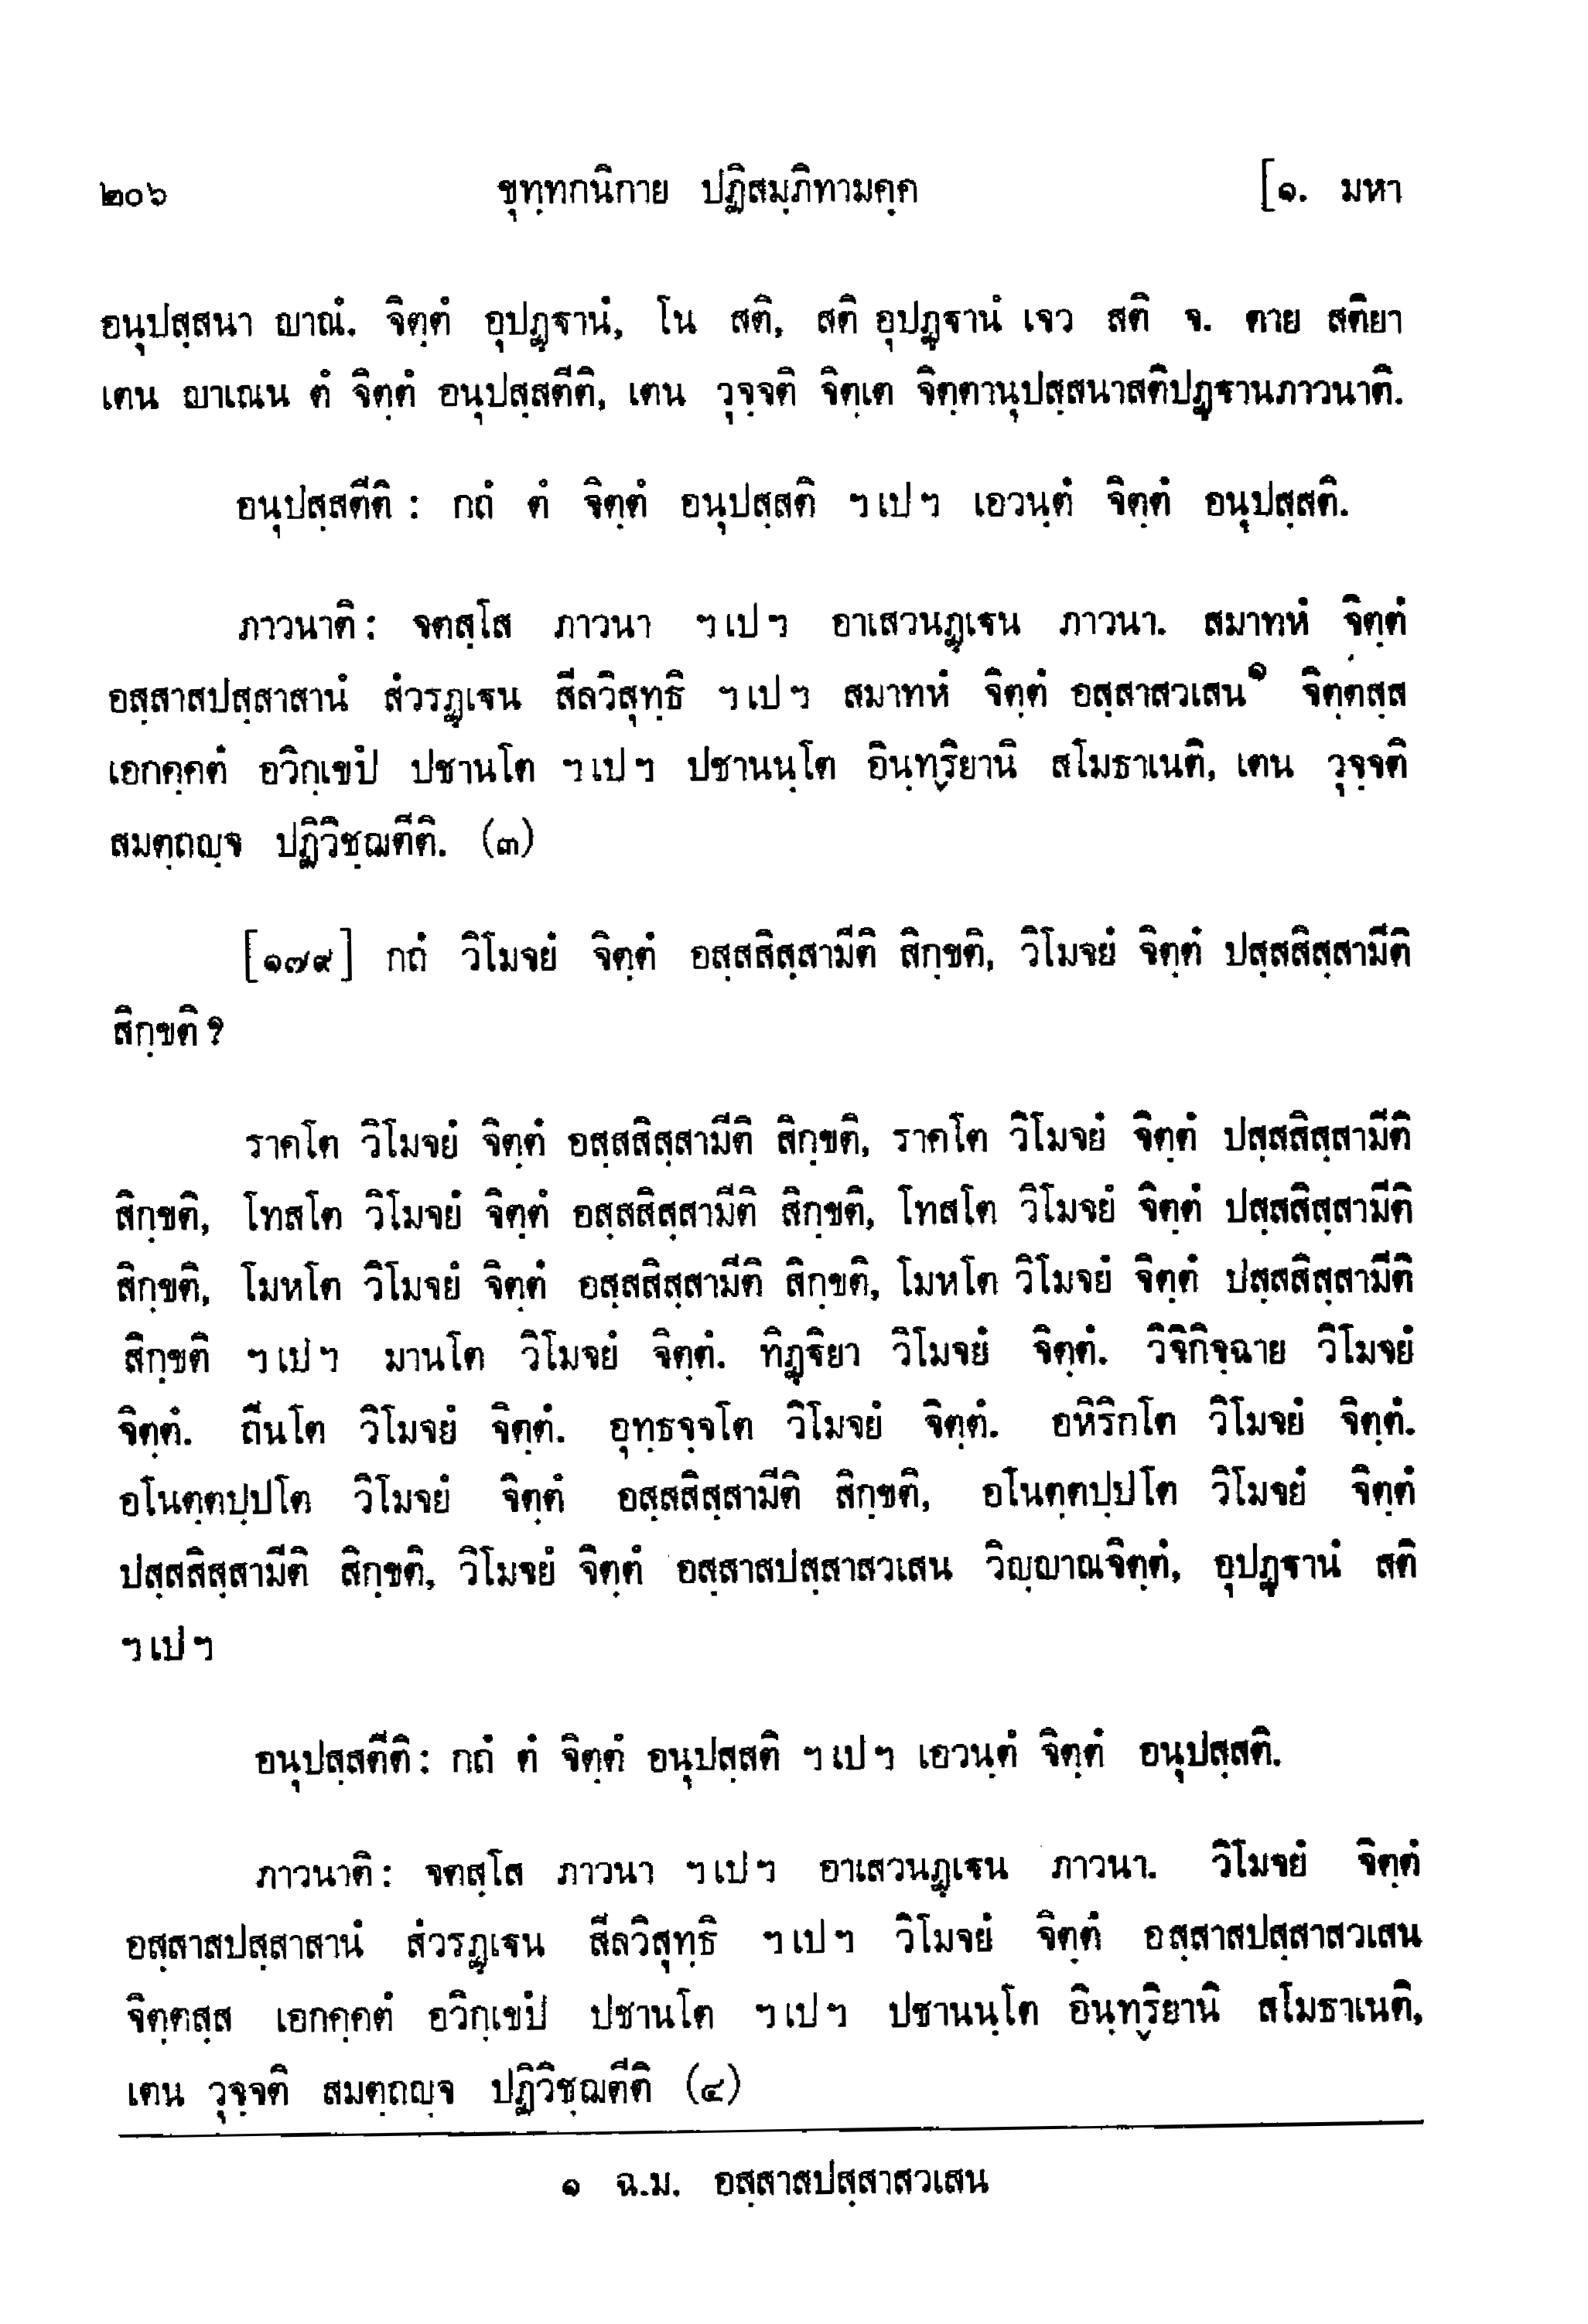 ๒๐๖ ขุทฺทกนิกาย ปฏิสมฺภิทามคฺค [๑. มหา
อนุปสฺสนา ญาณํ. จิตฺตํ อุปฏฺฐานํ, โน สติ, สติ อุปฏฺฐานํ เจว สติ จ. ตาย สติยา
เตน ญาเณน ตํ จิตฺตํ อนุปสฺสตีติ, เตน วุจฺจติ จิตฺเต จิตฺตานุปสฺสนาสติปฏฺฐานภาวนาติ.
อนุปสฺสตีติ : กถํ ตํ จิตฺตํ อนุปสฺสติ ฯเปฯ เอวนฺตํ จิตฺตํ อนุปสฺสติ.
ภาวนาติ : จตสฺโส ภาวนา ฯเปฯ อาเสวนฏฺเฐน ภาวนา. สมาทหํ จิตฺตํ
อสฺสาสปสฺสาสานํ สํวรฏฺเฐน สีลวิสุทฺธิ ฯเปฯ สมาทหํ จิตฺตํ อสฺสาสวเสน๑ จิตฺตสฺส
เอกคฺคตํ อวิกฺเขปํ ปชานโต ฯเปฯ ปชานนฺโต อินฺทฺริยานิ สโมธาเนติ, เตน วุจฺจติ
สมตฺถญฺจ ปฏิวิชฺฌตีติ. (๓)
[๑๗๙] กถํ วิโมจยํ จิตฺตํ อสฺสสิสฺสามีติ สิกฺขติ, วิโมจยํ จิตฺตํ ปสฺสสิสฺสามีติ
สิกฺขติ ?
ราคโต วิโมจยํ จิตฺตํ อสฺสสิสฺสามีติ สิกฺขติ, ราคโต วิโมจยํ จิตฺตํ ปสฺสสิสฺสามีติ
สิกฺขติ, โทสโต วิโมจยํ จิตฺตํ อสฺสสิสฺสามีติ สิกฺขติ, โทสโต วิโมจยํ จิตฺตํ ปสฺสสิสฺสามีติ
สิกฺขติ, โมหโต วิโมจยํ จิตฺตํ อสฺสสิสฺสามีติ สิกฺขติ, โมหโต วิโมจยํ จิตฺตํ ปสฺสสิสฺสามีติ
สิกฺขติ ฯเปฯ มานโต วิโมจยํ จิตฺตํ. ทิฏฺฐิยา วิโมจยํ จิตฺตํ. วิจิกิจฺฉาย วิโมจยํ
จิตฺตํ. ถีนโต วิโมจยํ จิตฺตํ. อุทฺธจฺจโต วิโมจยํ จิตฺตํ. อหิริกโต วิโมจยํ จิตฺตํ.
อโนตฺตปฺปโต วิโมจยํ จิตฺตํ อสฺสสิสฺสามีติ สิกฺขติ, อโนตฺตปฺปโต วิโมจยํ จิตฺตํ
ปสฺสสิสฺสามีติ สิกฺขติ, วิโมจยํ จิตฺตํ อสฺสาสปสฺสาสวเสน วิญฺญาณจิตฺตํ, อุปฏฺฐานํ สติ
ฯเปฯ
อนุปสฺสตีติ : กถํ ตํ จิตฺตํ อนุปสฺสติ ฯเปฯ เอวนฺตํ จิตฺตํ อนุปสฺสติ.
ภาวนาติ : จตสฺโส ภาวนา ฯเปฯ อาเสวนฏฺเฐน ภาวนา. วิโมจยํ จิตฺตํ
อสฺสาสปสฺสาสานํ สํวรฏฺเฐน สีลวิสุทฺธิ ฯเปฯ วิโมจยํ จิตฺตํ อสฺสาสปสฺสาสวเสน
จิตฺตสฺส เอกคฺคตํ อวิกฺเขปํ ปชานโต ฯเปฯ ปชานนฺโต อินฺทฺริยานิ สโมธาเนติ,
เตน วุจฺจติ สมตฺถญฺจ ปฏิวิชฺฌตีติ (๔)
๑ ฉ.ม. อสฺสาสปสฺสาสวเสน